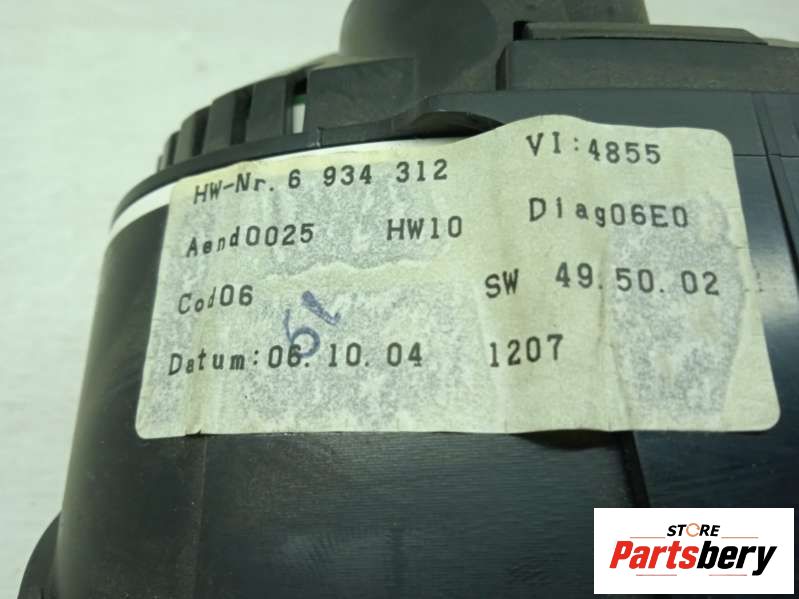 HW-Nr. 6 934 312 VI:4855
Aend0025 HW10 Diag06E0
Cod06 SW 49.50.02
61
Datum:06.10.04 1207
STORE
Partsbery